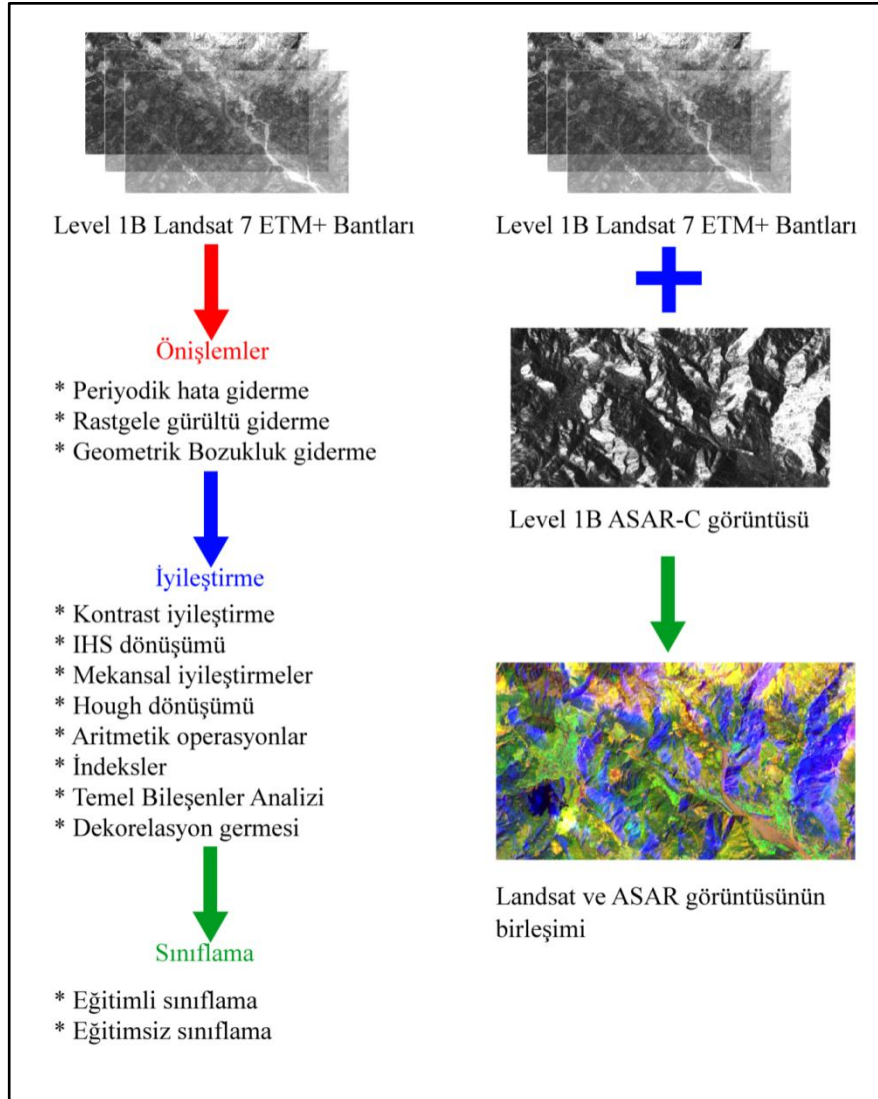 Level 1B Landsat 7 ETM+ Bantları
Önişlemler
* Periyodik hata giderme
* Rastgele gürültü giderme
* Geometrik Bozukluk giderme
İyileştirme
* Kontrast iyileştirme
* IHS dönüşümü
* Mekansal iyileştirmeler
* Hough dönüşümü
* Aritmetik operasyonlar
* İndeksler
* Temel Bileşenler Analizi
* Dekorelasyon germesi
Sınıflama
* Eğitimli sınıflama
* Eğitimsiz sınıflama
Level 1B Landsat 7 ETM+ Bantları
Level 1B ASAR-C görüntüsü
Landsat ve ASAR görüntüsünün
birleşimi